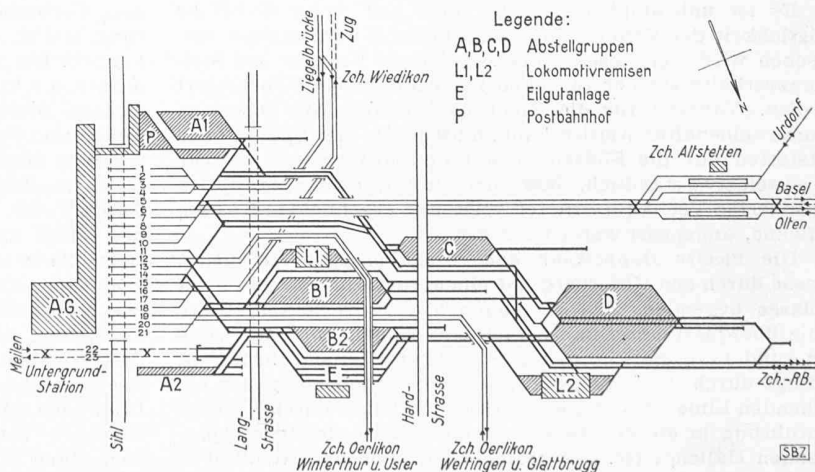 Legende:
A,B,C,D Abstellgruppen
L1,L2 Lokomotivremisen
E Eilgutanlage
P Postbahnhof
Ziegelbrücke
Zug
Zch. Wiedikon
Urdorf
Zch. Altstetten
Basel
Olten
A1
P
1
2
3
4
5
6
7
8
9
10
11
12
13
14
15
16
17
18
19
20
21
22
A.G.
L1
C
B1
D
B2
Meilen
Untergrund-
Station
A2
E
L2
Zch.-RB.
Sihl
Lang-
Strasse
Hard-
Strasse
Zch. Oerlikon
Winterthur u. Uster
Zch. Oerlikon
Wettingen u. Glattbrugg
SBZ